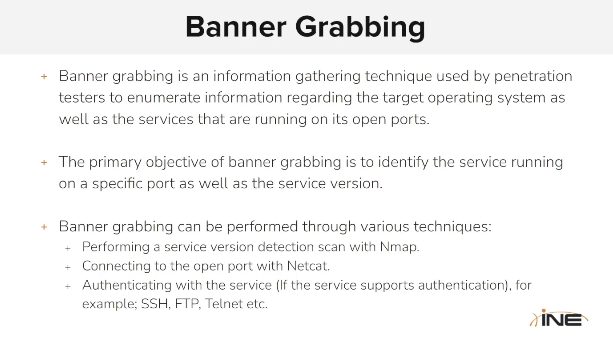 Banner Grabbing
+ Banner grabbing is an information gathering technique used by penetration
testers to enumerate information regarding the target operating system as
well as the services that are running on its open ports.
+ The primary objective of banner grabbing is to identify the service running
on a specific port as well as the service version.
+ Banner grabbing can be performed through various techniques:
+ Performing a service version detection scan with Nmap.
+ Connecting to the open port with Netcat.
+ Authenticating with the service (If the service supports authentication), for
example; SSH, FTP, Telnet etc.
INE